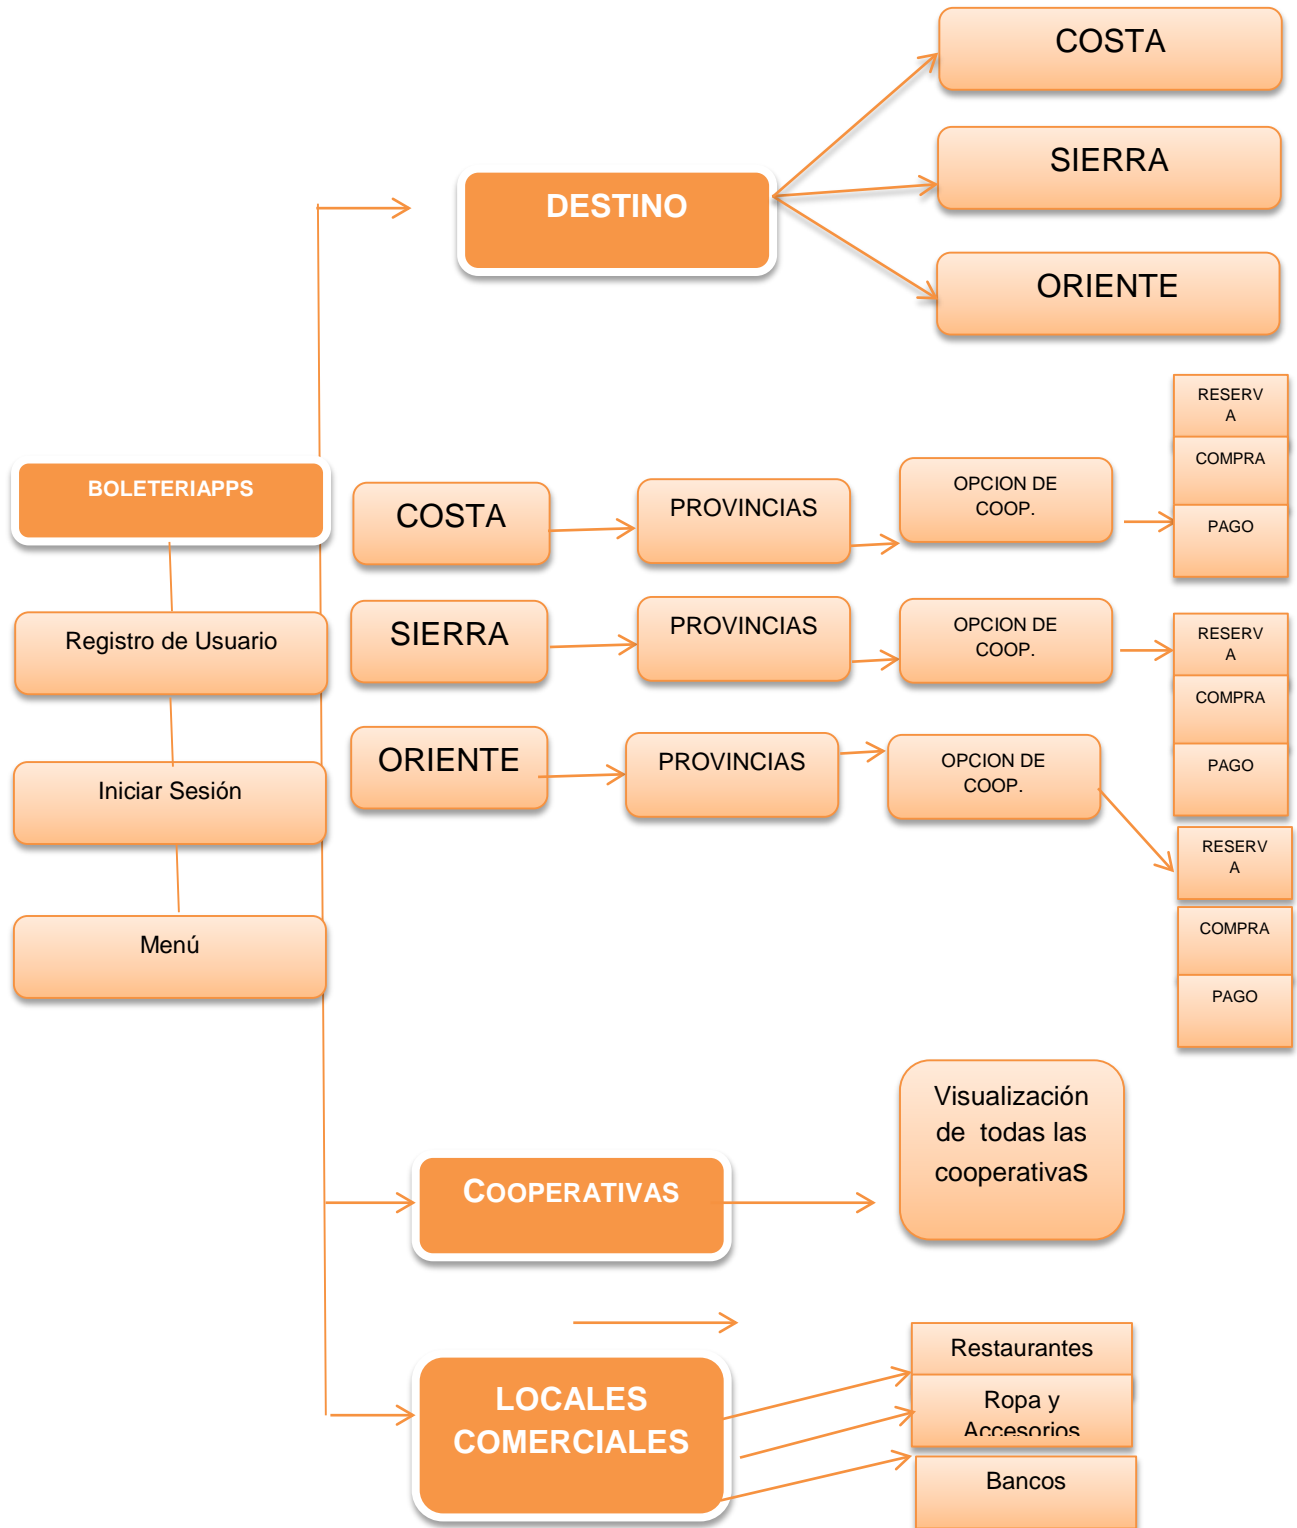 COSTA
SIERRA
DESTINO
ORIENTE
RESERV
A
COMPRA
PAGO
BOLETERIAPPS
COSTA
PROVINCIAS
OPCION DE
COOP.
Registro de Usuario
SIERRA
PROVINCIAS
OPCION DE
COOP.
RESERV
A
COMPRA
PAGO
Iniciar Sesión
ORIENTE
PROVINCIAS
OPCION DE
COOP.
RESERV
A
COMPRA
PAGO
Menú
Visualización
de todas las
cooperativas
COOPERATIVAS
LOCALES
COMERCIALES
Restaurantes
Ropa y
Accesorios
Bancos